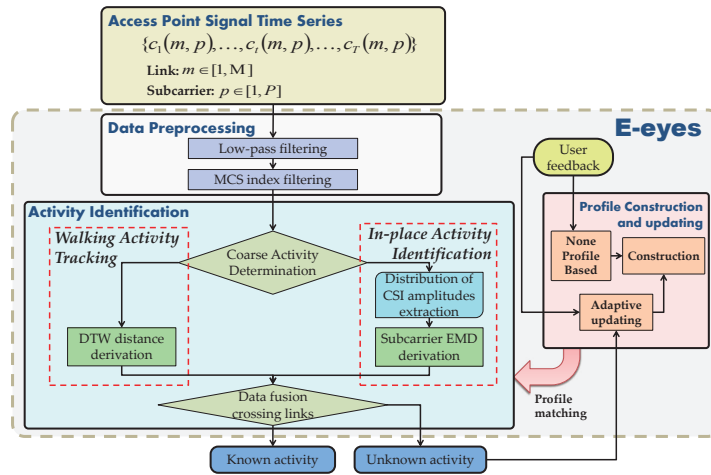 Access Point Signal Time Series
{c₁(m, p),…,cₜ(m, p),…,c_T(m, p)}
Link: m ∈ [1, M]
Subcarrier: p ∈ [1, P]
E-eyes
Data Preprocessing
Low-pass filtering
MCS index filtering
User
feedback
Activity Identification
Walking Activity
Tracking
Coarse Activity
Determination
In-place Activity
Identification
Distribution of
CSI amplitudes
extraction
DTW distance
derivation
Subcarrier EMD
derivation
Profile Construction
and updating
None
Profile
Based
Construction
Adaptive
updating
Profile
matching
Data fusion
crossing links
Known activity
Unknown activity